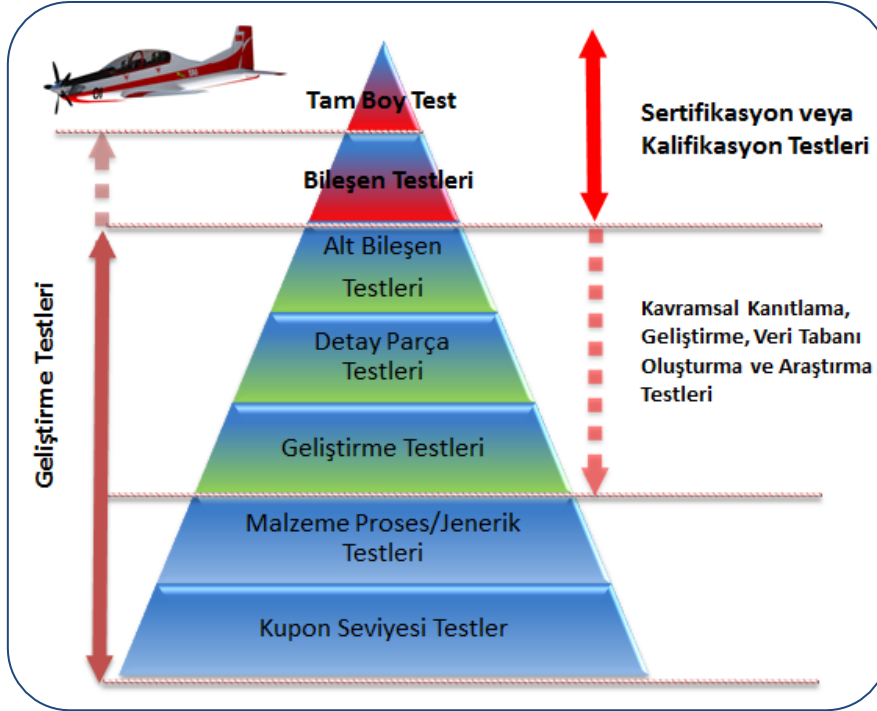 Tam Boy Test
Bileşen Testleri
Alt Bileşen
Testleri
Detay Parça
Testleri
Geliştirme Testleri
Malzeme Proses/Jenerik
Testleri
Kupon Seviyesi Testler
Geliştirme Testleri
Sertifikasyon veya
Kalifikasyon Testleri
Kavramsal Kanıtlama,
Geliştirme, Veri Tabanı
Oluşturma ve Araştırma
Testleri